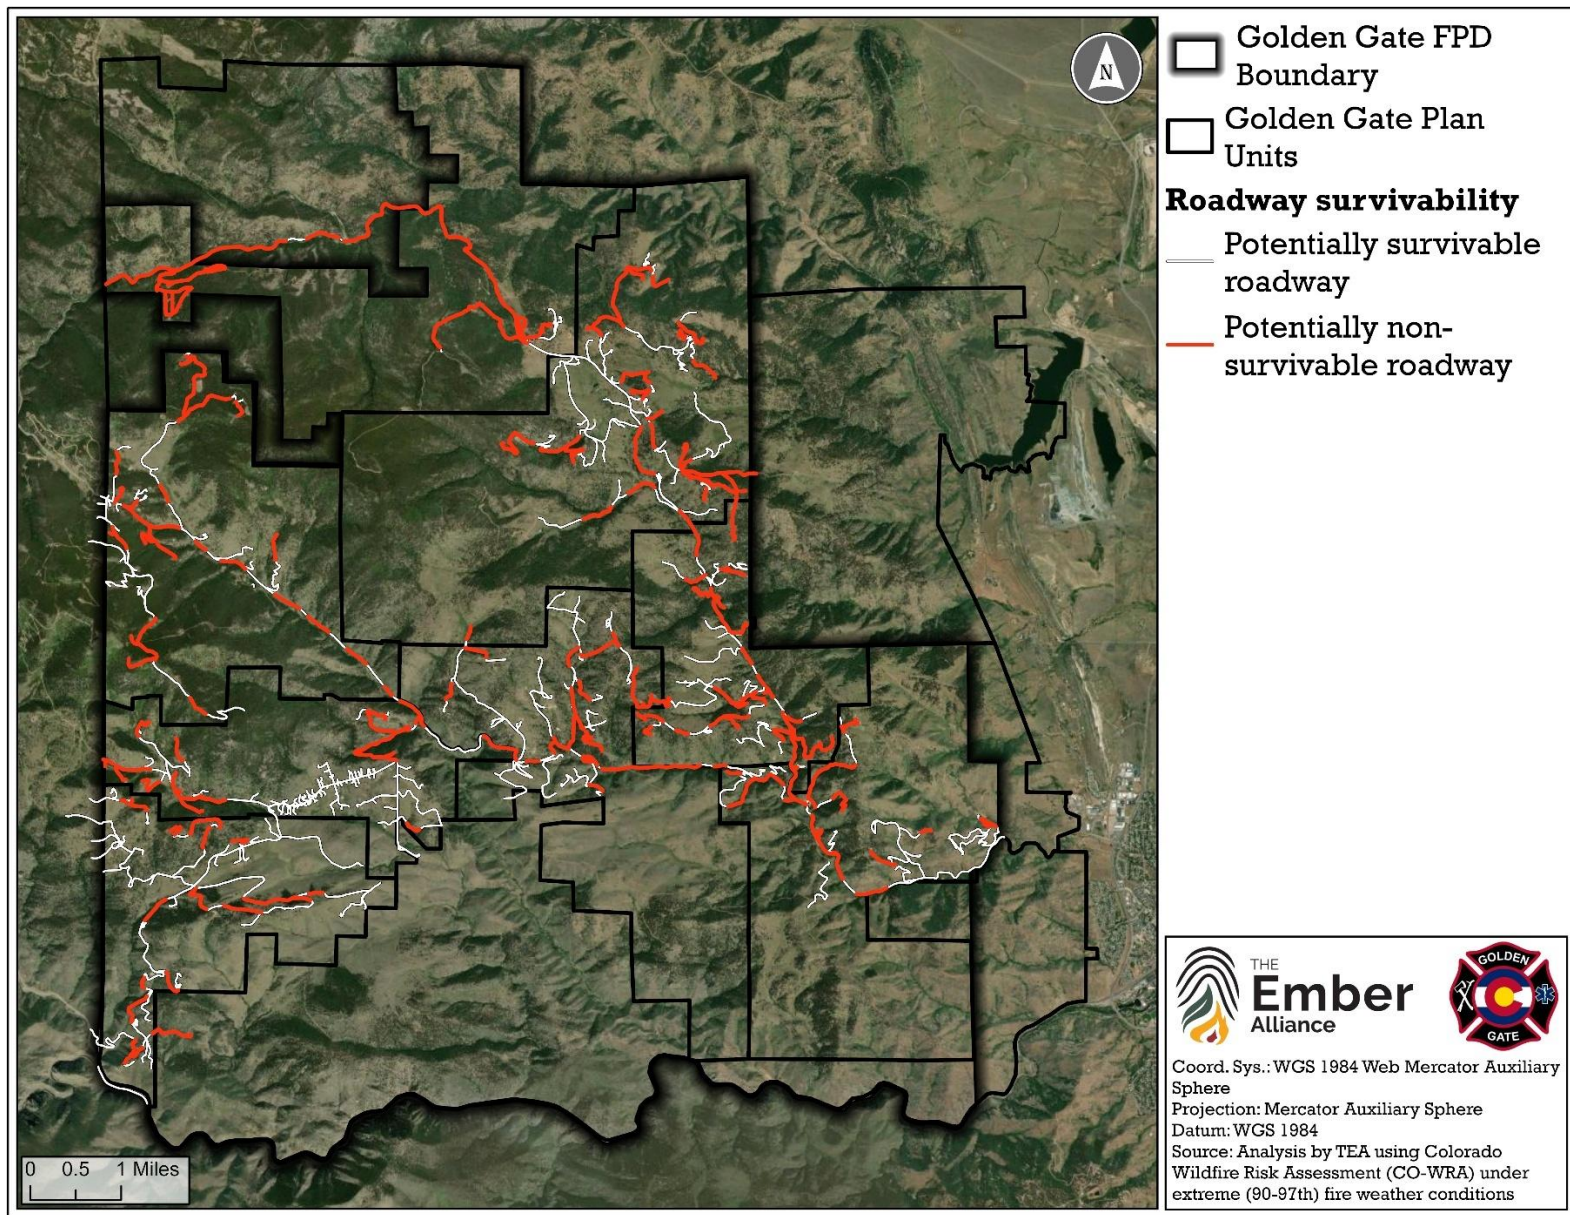 N
Golden Gate FPD
Boundary
Golden Gate Plan
Units
Roadway survivability
Potentially survivable
roadway
Potentially non-
survivable roadway
THE
Ember
Alliance
GOLDEN
GATE
Coord. Sys.: WGS 1984 Web Mercator Auxiliary
Sphere
Projection: Mercator Auxiliary Sphere
Datum: WGS 1984
Source: Analysis by TEA using Colorado
Wildfire Risk Assessment (CO-WRA) under
extreme (90-97th) fire weather conditions
0 0.5 1 Miles